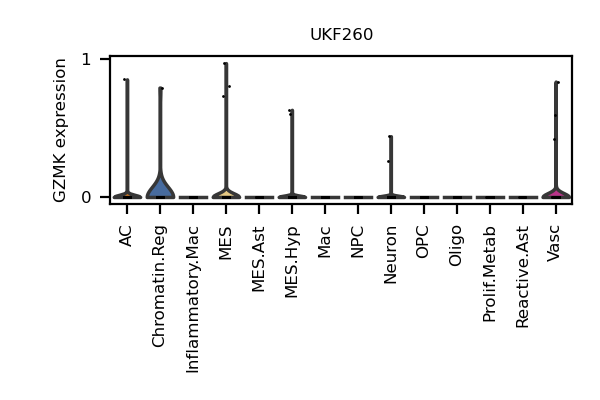 UKF260
GZMK expression
1
0
AC
Chromatin.Reg
Inflammatory.Mac
MES
MES.Ast
MES.Hyp
Mac
NPC
Neuron
OPC
Oligo
Prolif.Metab
Reactive.Ast
Vasc